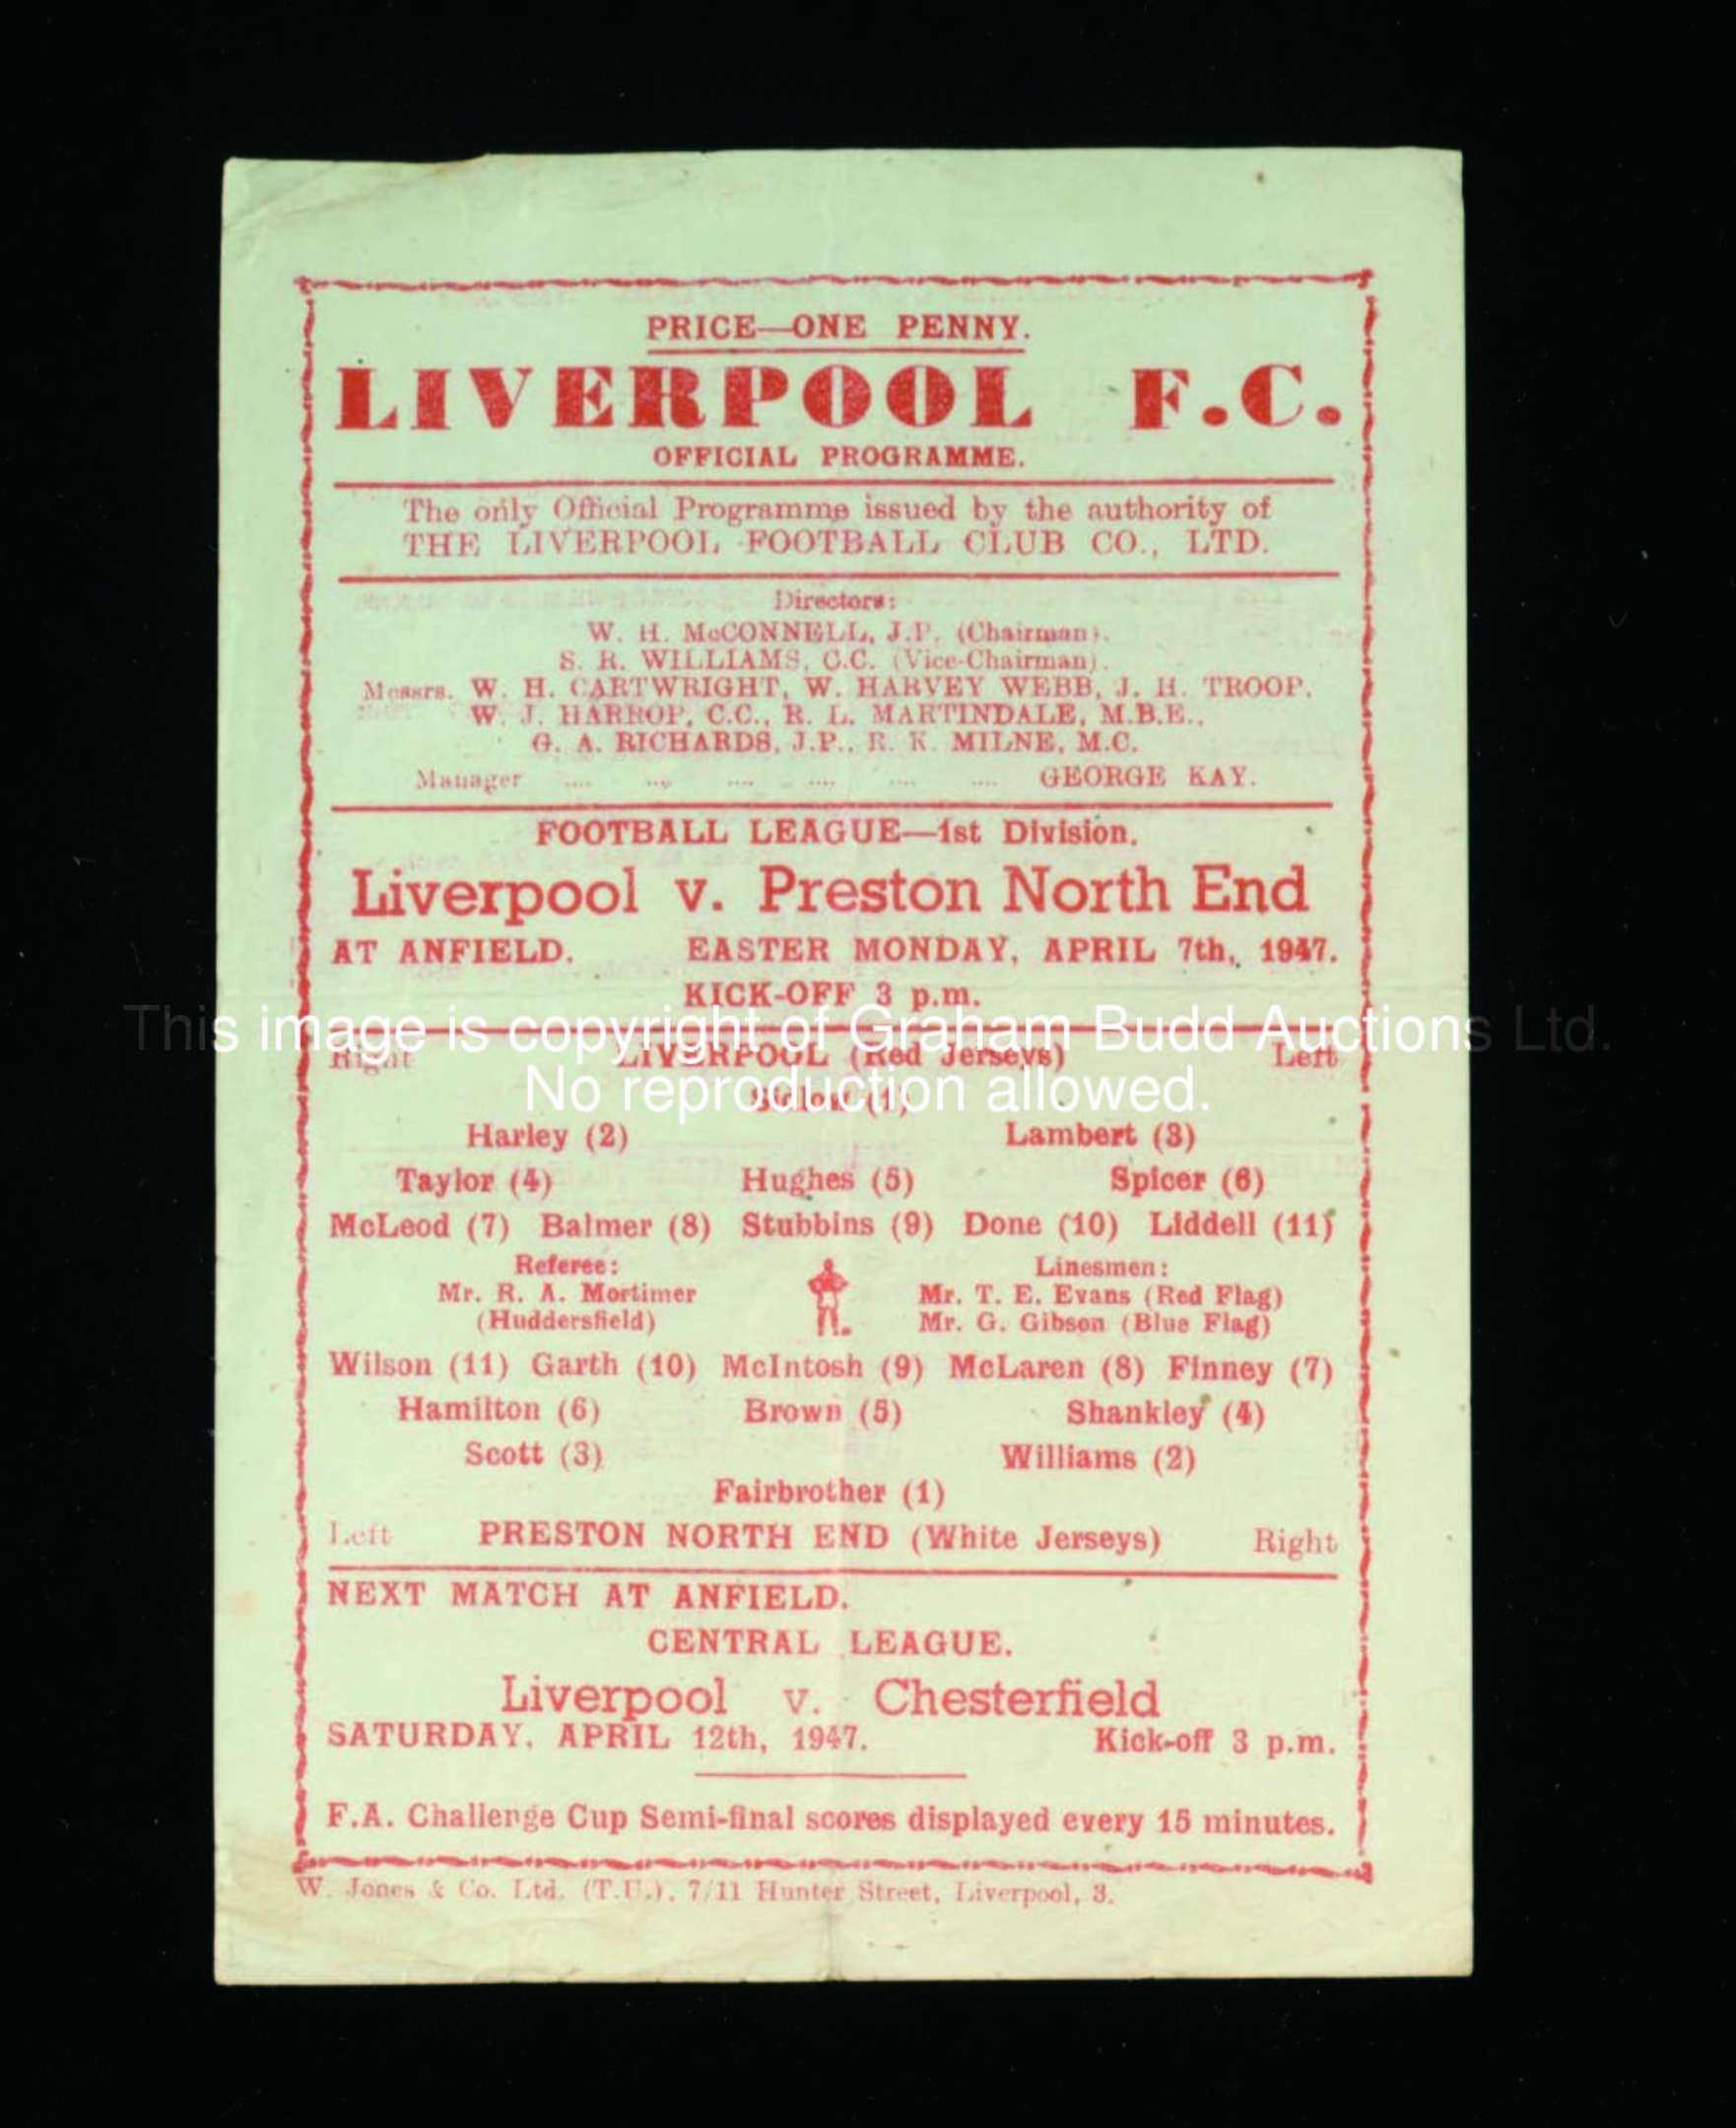 PRICE—ONE PENNY.
LIVERPOOL F.C.
OFFICIAL PROGRAMME.
The only Official Programme issued by the authority of
THE LIVERPOOL FOOTBALL CLUB CO., LTD.
Directors:
W. H. McCONNELL, J.P. (Chairman).
S. R. WILLIAMS, C.C. (Vice-Chairman).
Messrs. W. H. CARTWRIGHT, W. HARVEY WEBB, J. H. TROOP,
W. J. HARROP, C.C., R. L. MARTINDALE, M.B.E.,
G. A. RICHARDS, J.P., R. K. MILNE, M.C.
Manager .... .... .... .... .... .... GEORGE KAY.
FOOTBALL LEAGUE—1st Division.
Liverpool v. Preston North End
AT ANFIELD. EASTER MONDAY, APRIL 7th, 1947.
KICK-OFF 3 p.m.
This image is copyright of Graham Budd Auctions Ltd.
Right LIVERPOOL (Red Jerseys) Left
No reproduction allowed.
Sidlow (1)
Harley (2) Lambert (3)
Taylor (4) Hughes (5) Spicer (6)
McLeod (7) Balmer (8) Stubbins (9) Done (10) Liddell (11)
Referee: Linesmen:
Mr. R. A. Mortimer Mr. T. E. Evans (Red Flag)
(Huddersfield) Mr. G. Gibson (Blue Flag)
Wilson (11) Garth (10) McIntosh (9) McLaren (8) Finney (7)
Hamilton (6) Brown (5) Shankley (4)
Scott (3) Williams (2)
Fairbrother (1)
Left PRESTON NORTH END (White Jerseys) Right
NEXT MATCH AT ANFIELD.
CENTRAL LEAGUE.
Liverpool v. Chesterfield
SATURDAY, APRIL 12th, 1947. Kick-off 3 p.m.
F.A. Challenge Cup Semi-final scores displayed every 15 minutes.
W. Jones & Co. Ltd. (T.U.), 7/11 Hunter Street, Liverpool, 3.